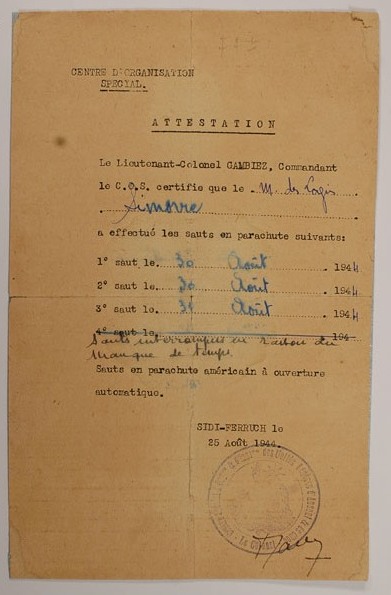 CENTRE D'ORGANISATION
SPECIAL.
ATTESTATION
Le Lieutenant-Colonel GAMBIEZ, Commandant
le C.O.S. certifie que le M. des Logis
Simorre
a effectué les sauts en parachute suivants:
1° saut le 30 Août 1944
2° saut le 30 Août 1944
3° saut le 31 Août 1944
4° saut le 194
Sauts interrompus en raison du
manque de temps.
Sauts en parachute américain à ouverture
automatique.
SIDI-FERRUCH le
25 Août 1944.